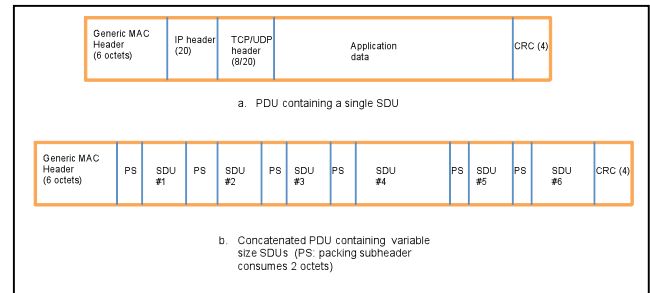 Generic MAC
Header
(6 octets)
IP header
(20)
TCP/UDP
header
(8/20)
Application
data
CRC (4)
a. PDU containing a single SDU
Generic MAC
Header
(6 octets)
PS
SDU
#1
PS
SDU
#2
PS
SDU
#3
PS
SDU
#4
PS
SDU
#5
PS
SDU
#6
CRC (4)
b. Concatenated PDU containing variable
size SDUs (PS: packing subheader
consumes 2 octets)